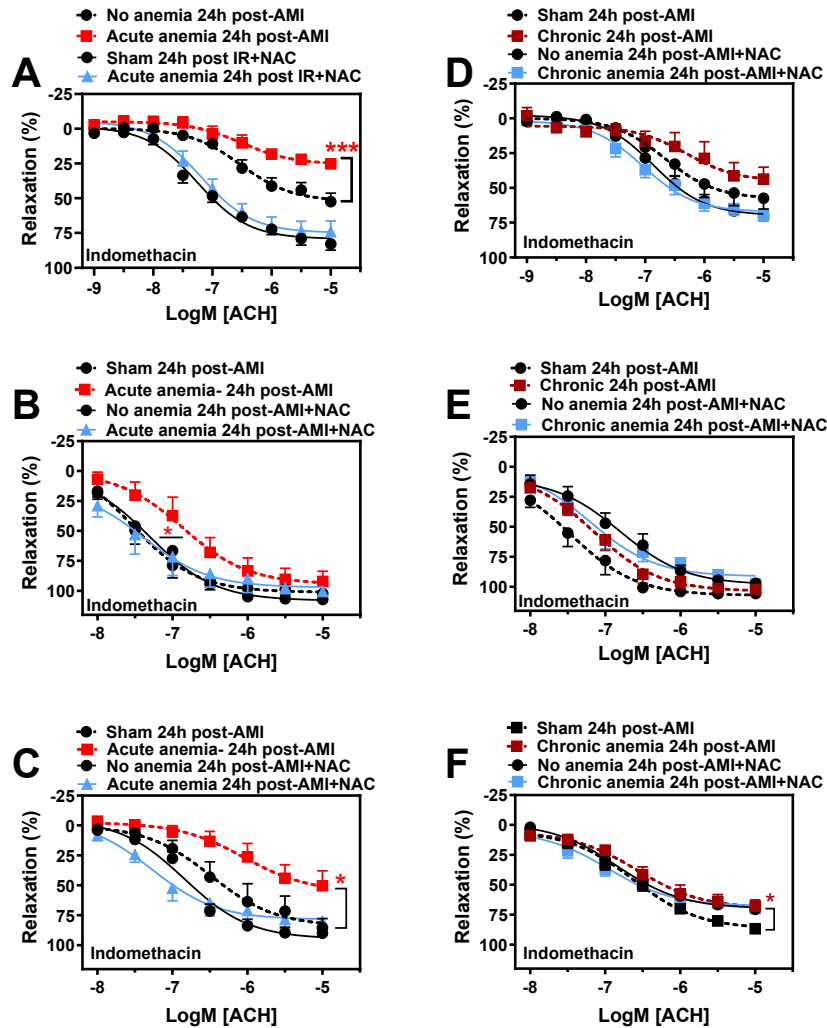 No anemia 24h post-AMI
Acute anemia 24h post-AMI
Sham 24h post IR+NAC
Acute anemia 24h post IR+NAC
A
Relaxation (%)
-25
0
25
50
75
100
***
Indomethacin
-9 -8 -7 -6 -5
LogM [ACH]
Sham 24h post-AMI
Chronic 24h post-AMI
No anemia 24h post-AMI+NAC
Chronic anemia 24h post-AMI+NAC
D
Relaxation (%)
-25
0
25
50
75
100
Indomethacin
-9 -8 -7 -6 -5
LogM [ACH]
Sham 24h post-AMI
Acute anemia- 24h post-AMI
No anemia 24h post-AMI+NAC
Acute anemia 24h post-AMI+NAC
B
Relaxation (%)
-25
0
25
50
75
100
*
Indomethacin
-8 -7 -6 -5
LogM [ACH]
Sham 24h post-AMI
Chronic 24h post-AMI
No anemia 24h post-AMI+NAC
Chronic anemia 24h post-AMI+NAC
E
Relaxation (%)
-25
0
25
50
75
100
Indomethacin
-8 -7 -6 -5
LogM [ACH]
Sham 24h post-AMI
Acute anemia- 24h post-AMI
No anemia 24h post-AMI+NAC
Acute anemia 24h post-AMI+NAC
C
Relaxation (%)
-25
0
25
50
75
100
*
Indomethacin
-8 -7 -6 -5
LogM [ACH]
Sham 24h post-AMI
Chronic anemia 24h post-AMI
No anemia 24h post-AMI+NAC
Chronic anemia 24h post-AMI+NAC
F
Relaxation (%)
-25
0
25
50
75
100
*
Indomethacin
-8 -7 -6 -5
LogM [ACH]